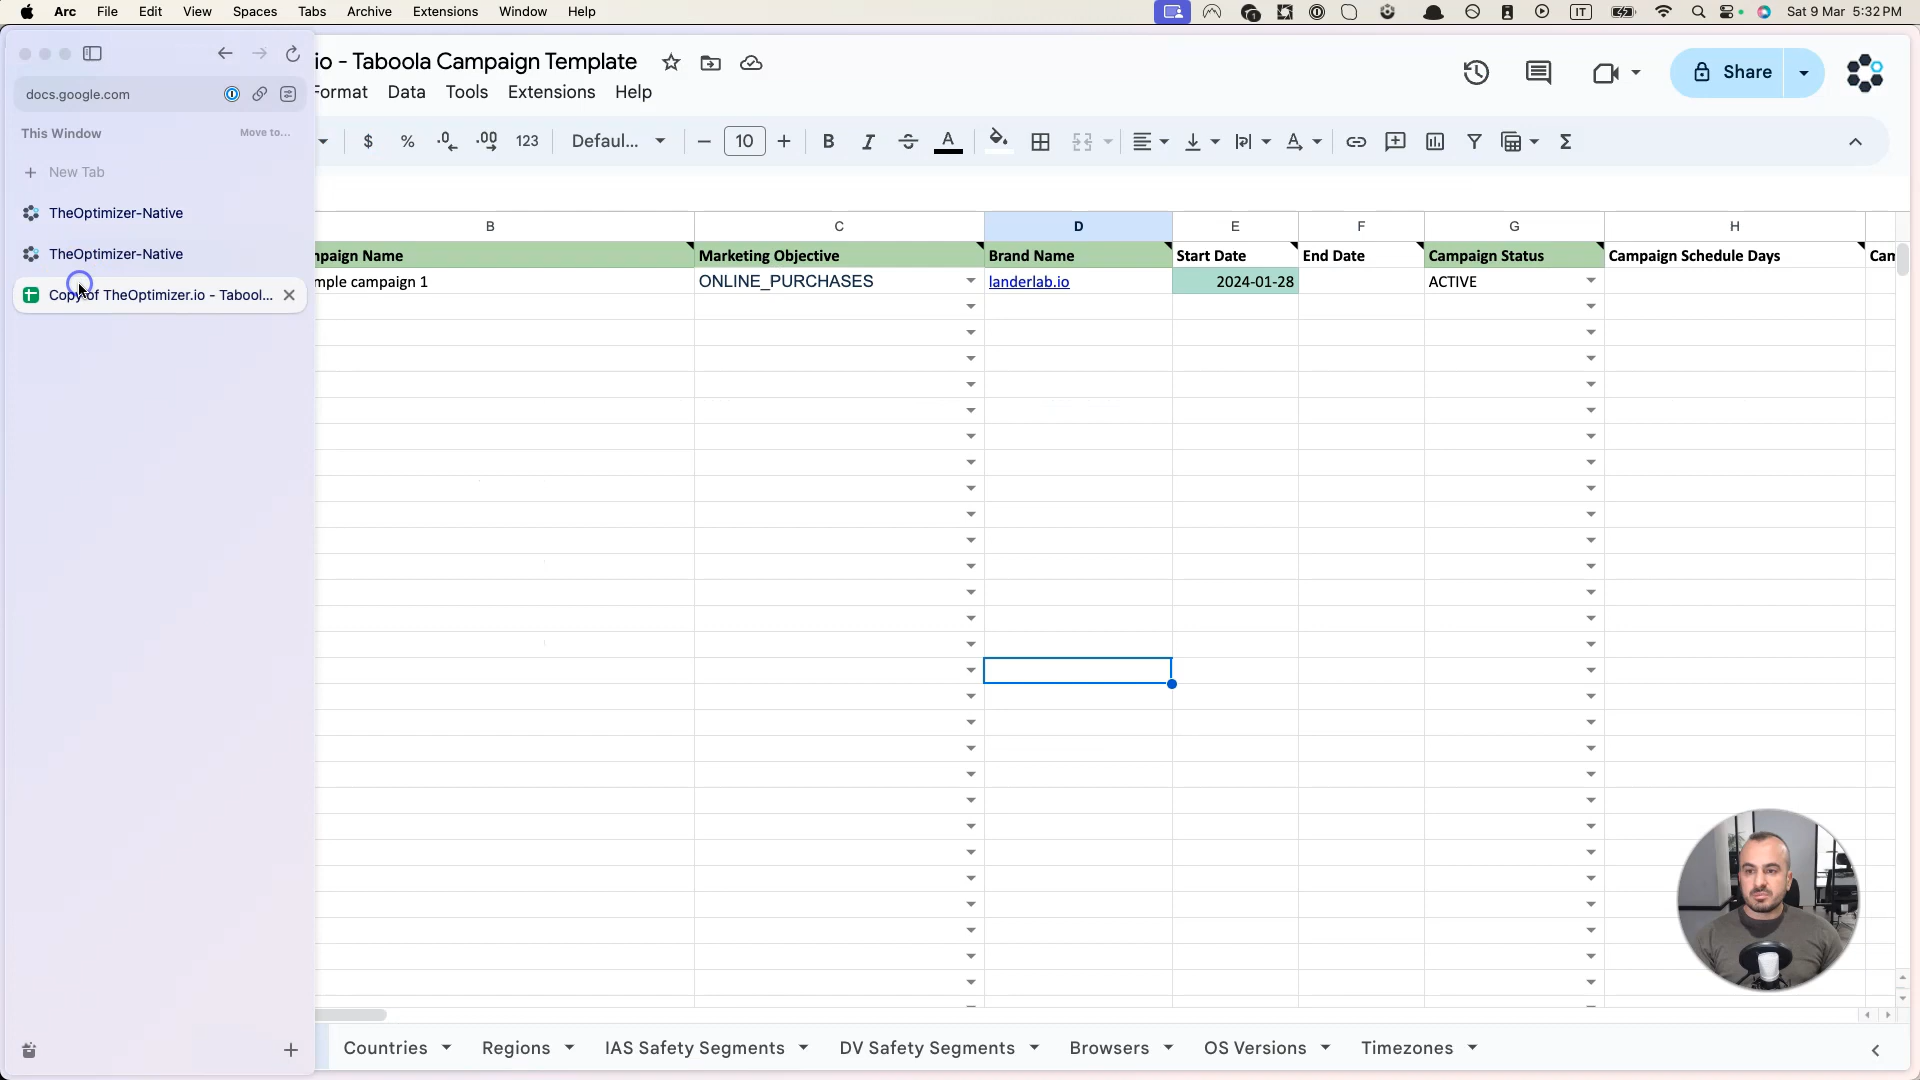 Arc File Edit View Spaces Tabs Archive Extensions Window Help
IT Sat 9 Mar 5:32 PM
io - Taboola Campaign Template
Share
docs.google.com
Format Data Tools Extensions Help
This Window Move to...
$ % .0 .00 123 Defaul... 10 B I A
New Tab
TheOptimizer-Native
B C D E F G H
TheOptimizer-Native
mpaign Name Marketing Objective Brand Name Start Date End Date Campaign Status Campaign Schedule Days Cam
Copy of TheOptimizer.io - Tabool...
mple campaign 1 ONLINE_PURCHASES landerlab.io 2024-01-28 ACTIVE
Countries Regions IAS Safety Segments DV Safety Segments Browsers OS Versions Timezones